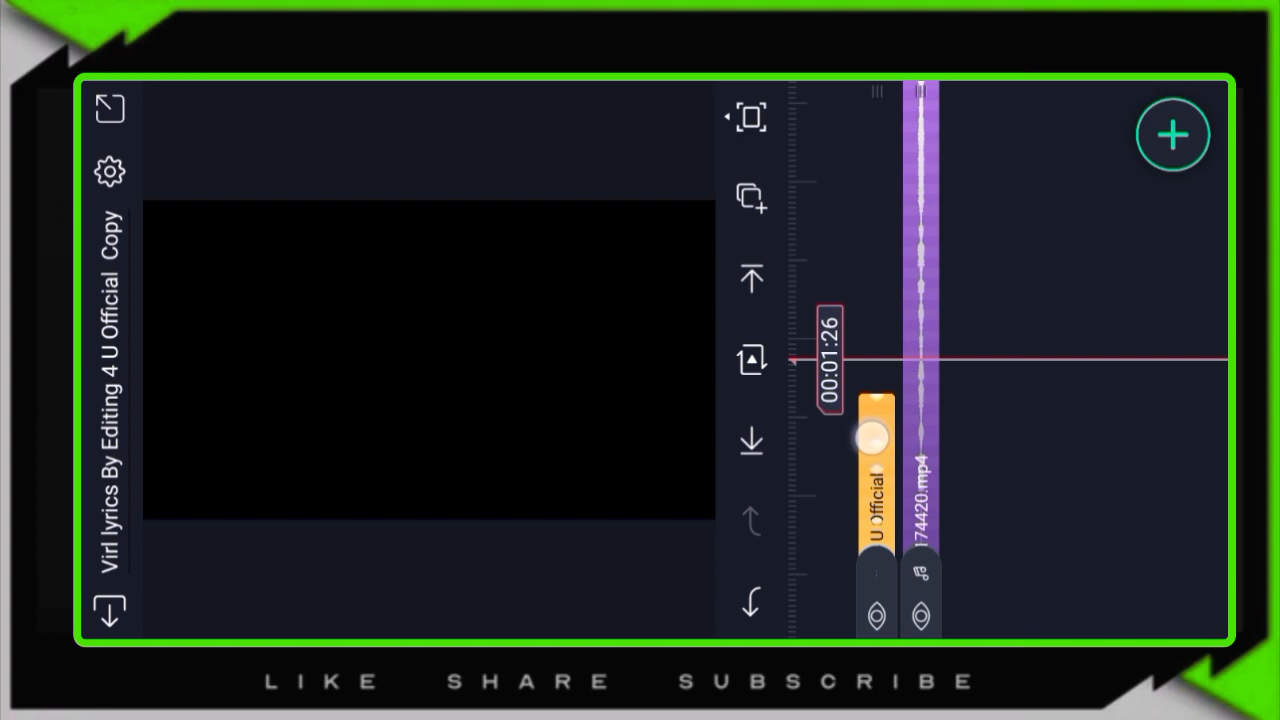 Virl lyrics By Editing 4 U Official Copy
00:01:26
U Official
174420.mp4
LIKE SHARE SUBSCRIBE